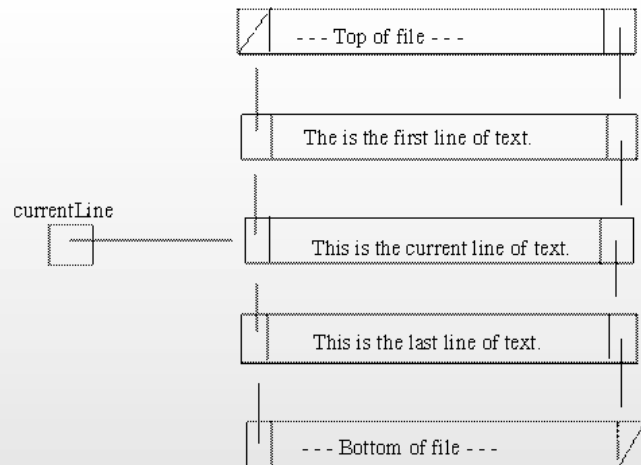 --- Top of file ---
The is the first line of text.
currentLine
This is the current line of text.
This is the last line of text.
--- Bottom of file ---